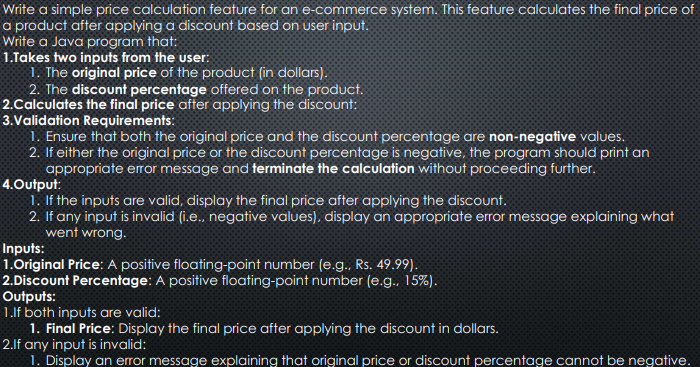 Write a simple price calculation feature for an e-commerce system. This feature calculates the final price of
a product after applying a discount based on user input.
Write a Java program that:
1.Takes two inputs from the user:
1. The original price of the product (in dollars).
2. The discount percentage offered on the product.
2.Calculates the final price after applying the discount:
3.Validation Requirements:
1. Ensure that both the original price and the discount percentage are non-negative values.
2. If either the original price or the discount percentage is negative, the program should print an
appropriate error message and terminate the calculation without proceeding further.
4.Output:
1. If the inputs are valid, display the final price after applying the discount.
2. If any input is invalid (i.e., negative values), display an appropriate error message explaining what
went wrong.
Inputs:
1.Original Price: A positive floating-point number (e.g., Rs. 49.99).
2.Discount Percentage: A positive floating-point number (e.g., 15%).
Outputs:
1.If both inputs are valid:
1. Final Price: Display the final price after applying the discount in dollars.
2.If any input is invalid:
1. Display an error message explaining that original price or discount percentage cannot be negative.